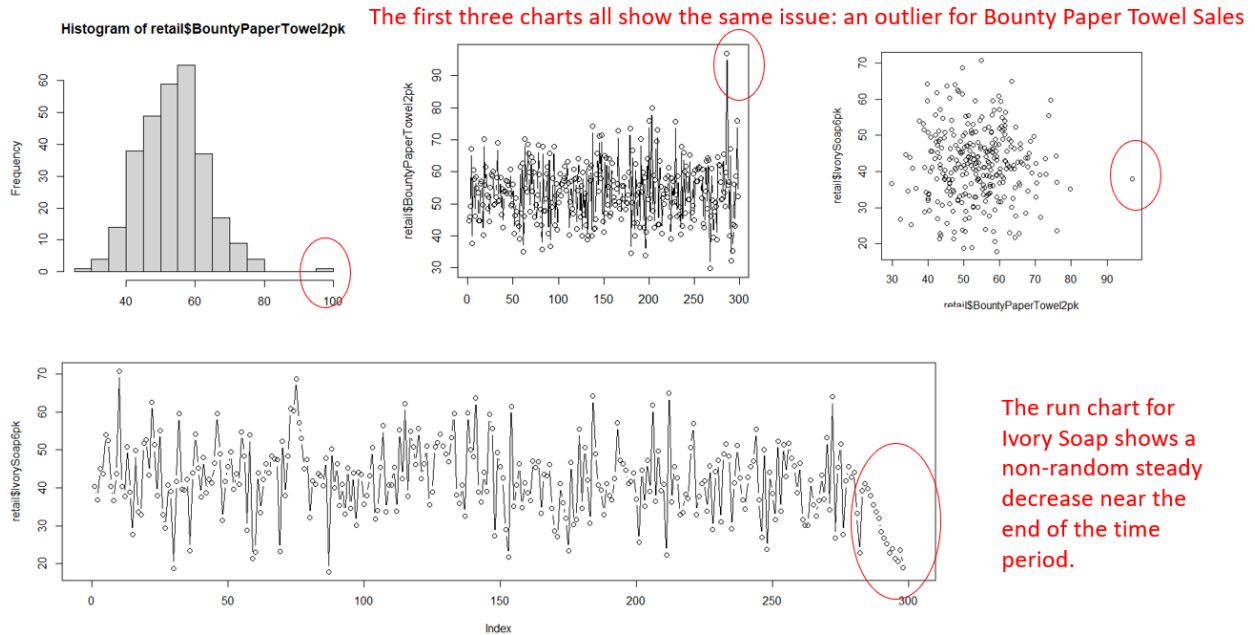 The first three charts all show the same issue: an outlier for Bounty Paper Towel Sales
Histogram of retail$BountyPaperTowel2pk
Frequency
0 10 20 30 40 50 60
40 60 80 100
retail$BountyPaperTowel2pk
30 40 50 60 70 80 90
0 50 100 150 200 250 300
retail$IvorySoap6pk
20 30 40 50 60 70
30 40 50 60 70 80 90
retail$BountyPaperTowel2pk
retail$IvorySoap6pk
20 30 40 50 60 70
0 50 100 150 200 250 300
Index
The run chart for
Ivory Soap shows a
non-random steady
decrease near the
end of the time
period.